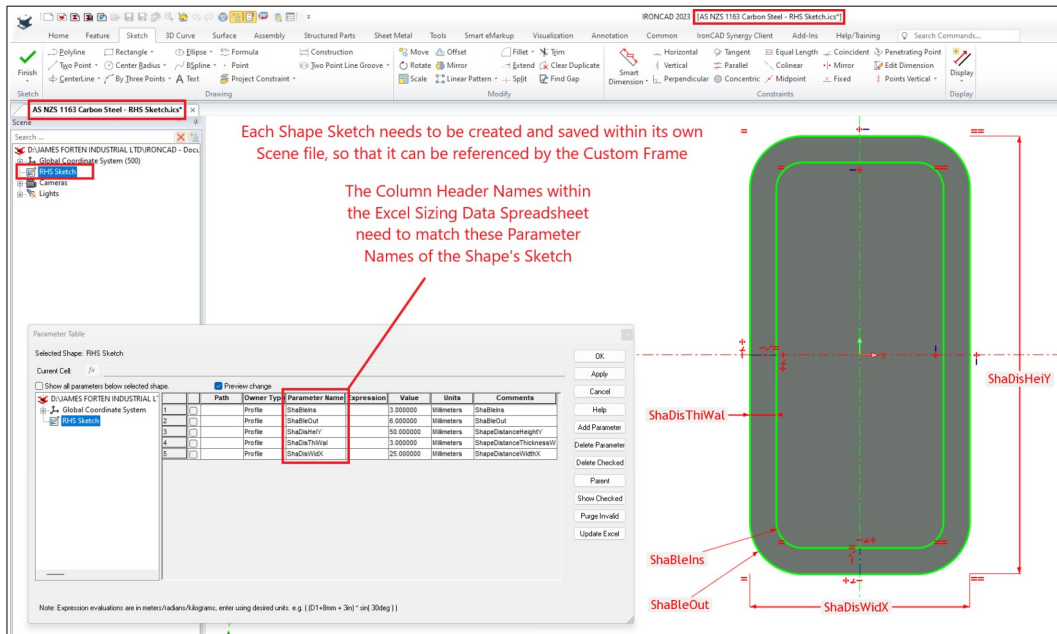 IRONCAD 2023 [AS NZS 1163 Carbon Steel - RHS Sketch.ics*]
Home Feature Sketch 3D Curve Surface Assembly Structured Parts Sheet Metal Tools Smart eMarkup Visualization Annotation Common IronCAD Synergy Client Add-Ins Help/Training Search Commands...
Polyline Rectangle Ellipse Formula Construction Move Offset Fillet Trim Horizontal Tangent Equal Length Coincident Penetrating Point
Two Point Center Radius BSpline Point Two Point Line Groove Rotate Mirror Extend Clear Duplicate Vertical Parallel Colinear Mirror Edit Dimension
CenterLine By Three Points A Text Project Constraint Scale Linear Pattern Split Find Gap Perpendicular Concentric Midpoint Fixed Points Vertical
Finish Smart Dimension Display
Sketch Drawing Modify Constraints Display
AS NZS 1163 Carbon Steel - RHS Sketch.ics*
Scene
Search ...
D:\JAMES FORTEN INDUSTRIAL LTD\IRONCAD - Docu
Global Coordinate System (500)
RHS Sketch
Cameras
Lights
Each Shape Sketch needs to be created and saved within its own
Scene file, so that it can be referenced by the Custom Frame
The Column Header Names within
the Excel Sizing Data Spreadsheet
need to match these Parameter
Names of the Shape's Sketch
Parameter Table
Selected Shape: RHS Sketch
Current Cell: fx
Show all parameters below selected shape. Preview change
D:\JAMES FORTEN INDUSTRIAL LT
Global Coordinate System
RHS Sketch
Path Owner Type Parameter Name Expression Value Units Comments
1 Profile ShaBleIns 3.000000 Millimeters ShaBleIns
2 Profile ShaBleOut 6.000000 Millimeters ShaBleOut
3 Profile ShaDisHeiY 50.000000 Millimeters ShapeDistanceHeightY
4 Profile ShaDisThiWal 3.000000 Millimeters ShapeDistanceThicknessW
5 Profile ShaDisWidX 25.000000 Millimeters ShapeDistanceWidthX
OK
Apply
Cancel
Help
Add Parameter
Delete Parameter
Delete Checked
Parent
Show Checked
Purge Invalid
Update Excel
Note: Expression evaluations are in meters/radians/kilograms, enter using desired units. e.g. ( (D1+8mm + 3in) * sin( 30deg ) )
X
ShaDisHeiY
ShaDisThiWal
ShaBleIns
ShaBleOut
ShaDisWidX